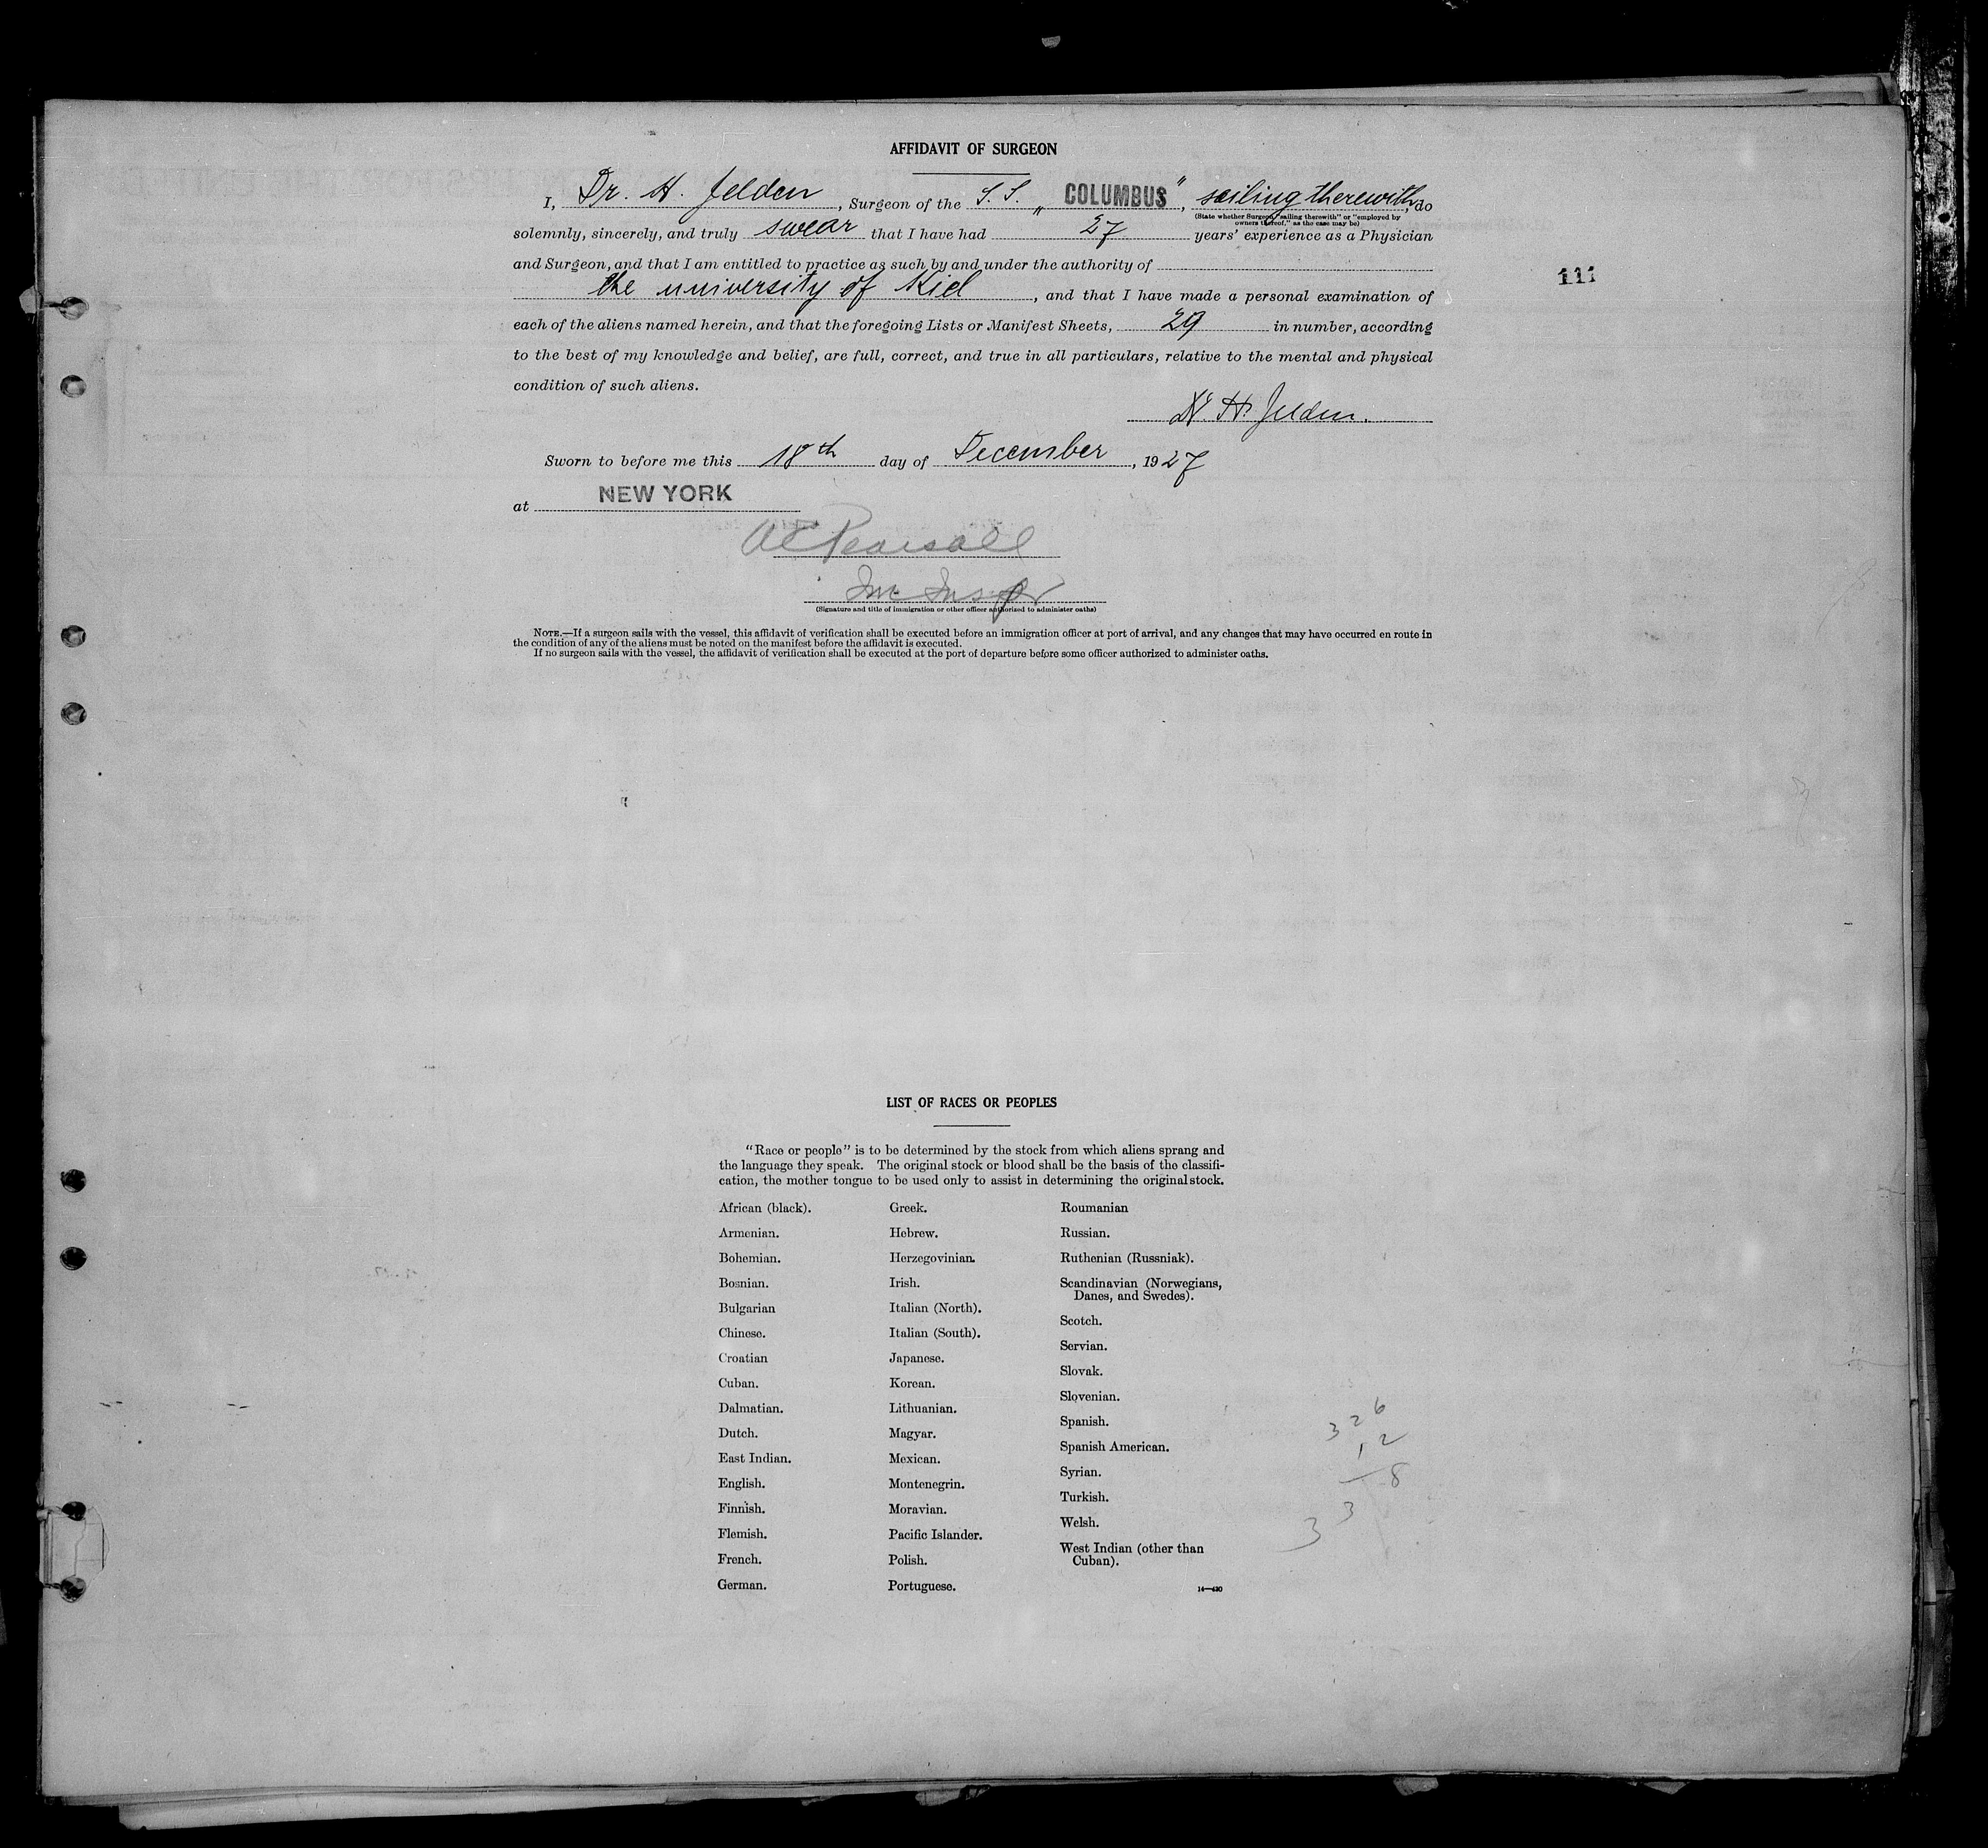 AFFIDAVIT OF SURGEON
I, Dr. H. Jelden, Surgeon of the S.S. „COLUMBUS", sailing therewith, do
(State whether Surgeon "sailing therewith" or "employed by
owners thereof," as the case may be)
solemnly, sincerely, and truly swear that I have had 27 years' experience as a Physician
and Surgeon, and that I am entitled to practice as such by and under the authority of
the university of Kiel, and that I have made a personal examination of
111
each of the aliens named herein, and that the foregoing Lists or Manifest Sheets, 29 in number, according
to the best of my knowledge and belief, are full, correct, and true in all particulars, relative to the mental and physical
condition of such aliens.
Dr. H. Jelden.
Sworn to before me this 18th day of December, 1927
at NEW YORK
A E Pearsall
Imc Inspr
(Signature and title of immigration or other officer authorized to administer oaths)
NOTE.—If a surgeon sails with the vessel, this affidavit of verification shall be executed before an immigration officer at port of arrival, and any changes that may have occurred en route in
the condition of any of the aliens must be noted on the manifest before the affidavit is executed.
If no surgeon sails with the vessel, the affidavit of verification shall be executed at the port of departure before some officer authorized to administer oaths.
LIST OF RACES OR PEOPLES
"Race or people" is to be determined by the stock from which aliens sprang and
the language they speak. The original stock or blood shall be the basis of the classifi-
cation, the mother tongue to be used only to assist in determining the original stock.
African (black).
Armenian.
Bohemian.
Bosnian.
Bulgarian
Chinese.
Croatian
Cuban.
Dalmatian.
Dutch.
East Indian.
English.
Finnish.
Flemish.
French.
German.
Greek.
Hebrew.
Herzegovinian.
Irish.
Italian (North).
Italian (South).
Japanese.
Korean.
Lithuanian.
Magyar.
Mexican.
Montenegrin.
Moravian.
Pacific Islander.
Polish.
Portuguese.
Roumanian
Russian.
Ruthenian (Russniak).
Scandinavian (Norwegians,
Danes, and Swedes).
Scotch.
Servian.
Slovak.
Slovenian.
Spanish.
Spanish American.
Syrian.
Turkish.
Welsh.
West Indian (other than
Cuban).
14—430
326
12
338